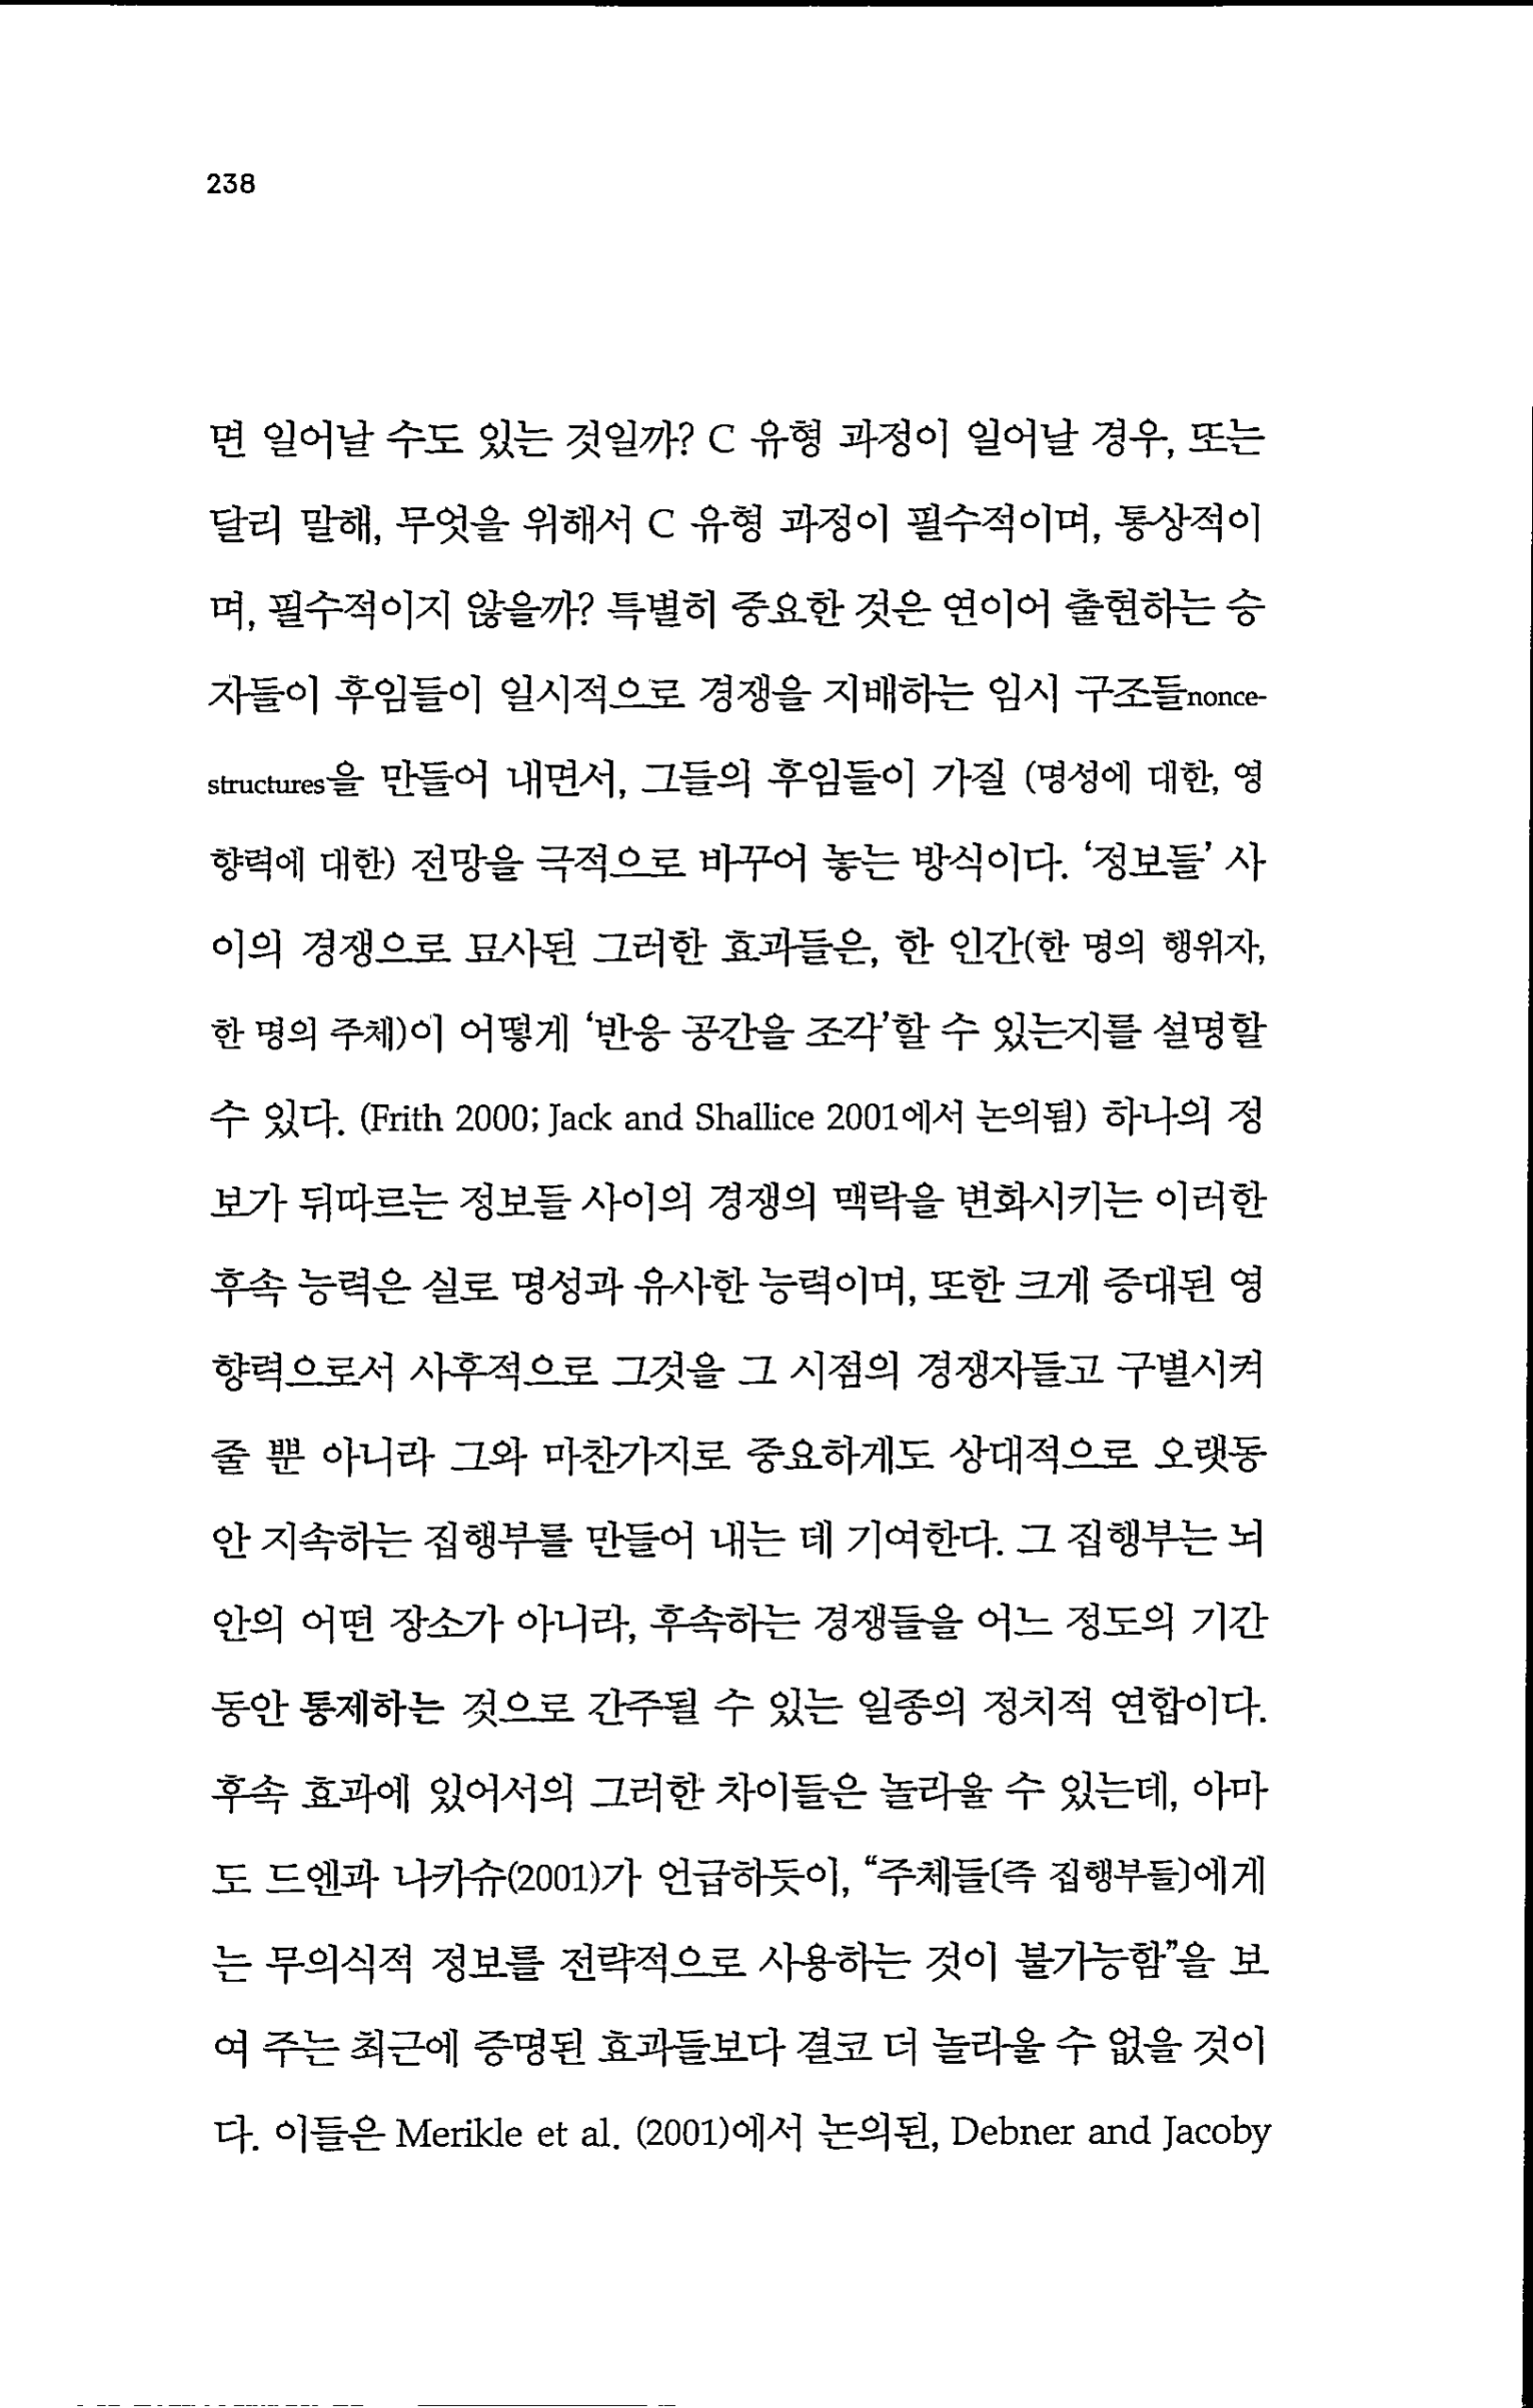 238
면 일어날 수도 있는 것일까? C 유형 과정이 일어날 경우, 또는
달리 말해, 무엇을 위해서 C 유형 과정이 필수적이며, 통상적이
며, 필수적이지 않을까? 특별히 중요한 것은 연이어 출현하는 승
자들이 후임들이 일시적으로 경쟁을 지배하는 임시 구조들nonce-
structures을 만들어 내면서, 그들의 후임들이 가질 (명성에 대한, 영
향력에 대한) 전망을 극적으로 바꾸어 놓는 방식이다. ‘정보들’ 사
이의 경쟁으로 묘사된 그러한 효과들은, 한 인간(한 명의 행위자,
한 명의 주체)이 어떻게 ‘반응 공간을 조각’할 수 있는지를 설명할
수 있다. (Frith 2000; Jack and Shallice 2001에서 논의됨) 하나의 정
보가 뒤따르는 정보들 사이의 경쟁의 맥락을 변화시키는 이러한
후속 능력은 실로 명성과 유사한 능력이며, 또한 크게 증대된 영
향력으로서 사후적으로 그것을 그 시점의 경쟁자들고 구별시켜
줄 뿐 아니라 그와 마찬가지로 중요하게도 상대적으로 오랫동
안 지속하는 집행부를 만들어 내는 데 기여한다. 그 집행부는 뇌
안의 어떤 장소가 아니라, 후속하는 경쟁들을 어느 정도의 기간
동안 통제하는 것으로 간주될 수 있는 일종의 정치적 연합이다.
후속 효과에 있어서의 그러한 차이들은 놀라울 수 있는데, 아마
도 드엔과 나카슈(2001)가 언급하듯이, “주체들[즉 집행부들]에게
는 무의식적 정보를 전략적으로 사용하는 것이 불가능함”을 보
여 주는 최근에 증명된 효과들보다 결코 더 놀라울 수 없을 것이
다. 이들은 Merikle et al. (2001)에서 논의된, Debner and Jacoby